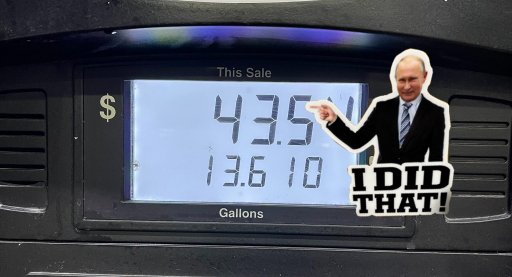 This Sale
$ 43.5
13.610
Gallons
I DID
THAT!